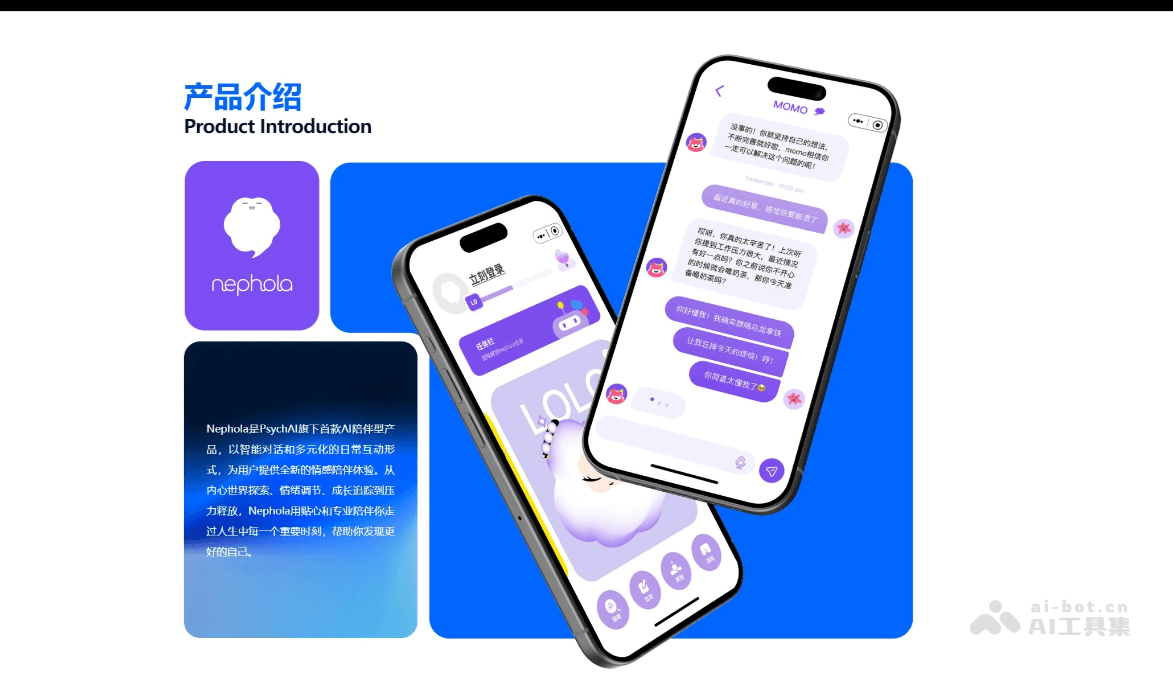 产品介绍
Product Introduction
nephola
Nephola是PsychAI旗下首款AI陪伴型产
品，以智能对话和多元化的日常互动形
式，为用户提供全新的情感陪伴体验。从
内心世界探索、情绪调节、成长追踪到压
力释放，Nephola用贴心和专业陪伴你走
过人生中每一个重要时刻，帮助你发现更
好的自己。
立刻登录
L0
任务栏
LOLO
MOMO
没事的！你就坚持自己的想法，
不断完善就好啦，momo相信你
一定可以解决这个问题的呢！
Yesterday 10:00 pm
最近真的好累，感觉快要崩溃了
哎呀，你真的太辛苦了！上次听
你提到工作压力很大，最近情况
有好一点吗？你之前说你不开心
的时候就会喝奶茶，那你今天准
备喝奶茶吗？
你好懂我！我确实想喝乌龙拿铁
让我忘掉今天的烦恼！哼！
你简直太懂我了
ai-bot.cn
AI工具集